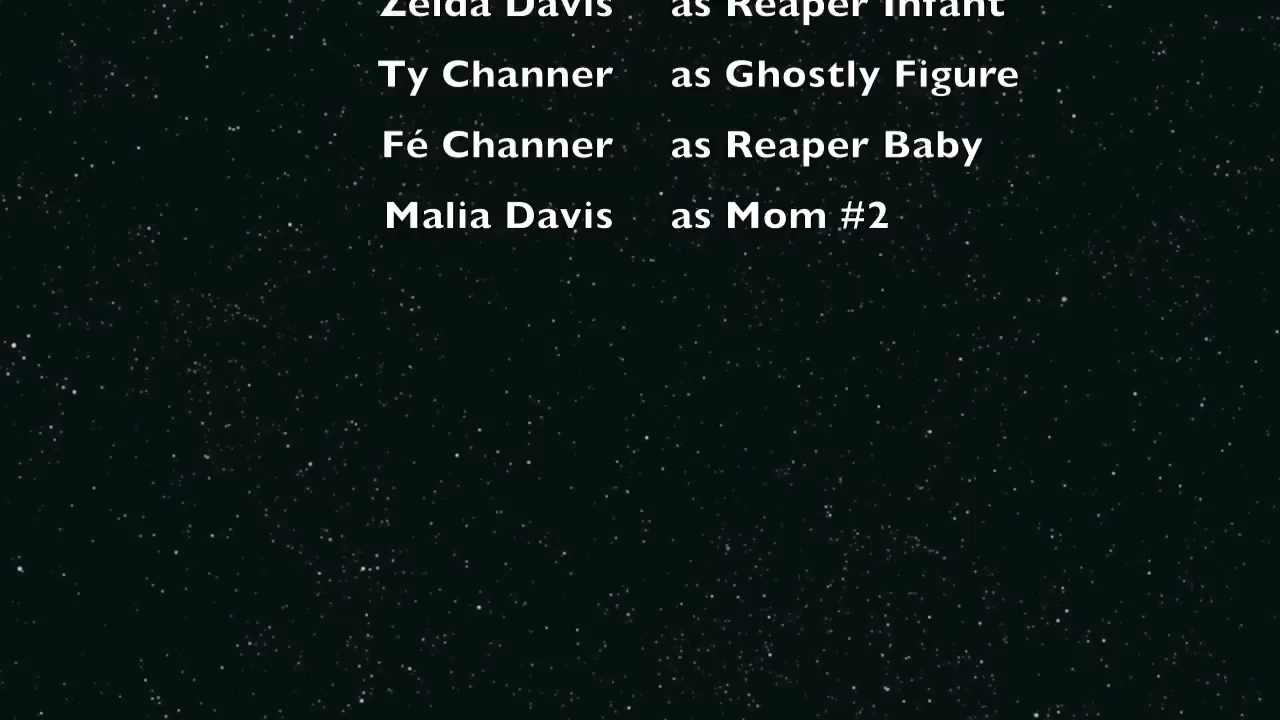 Zelda Davis as Reaper Infant
Ty Channer as Ghostly Figure
Fé Channer as Reaper Baby
Malia Davis as Mom #2